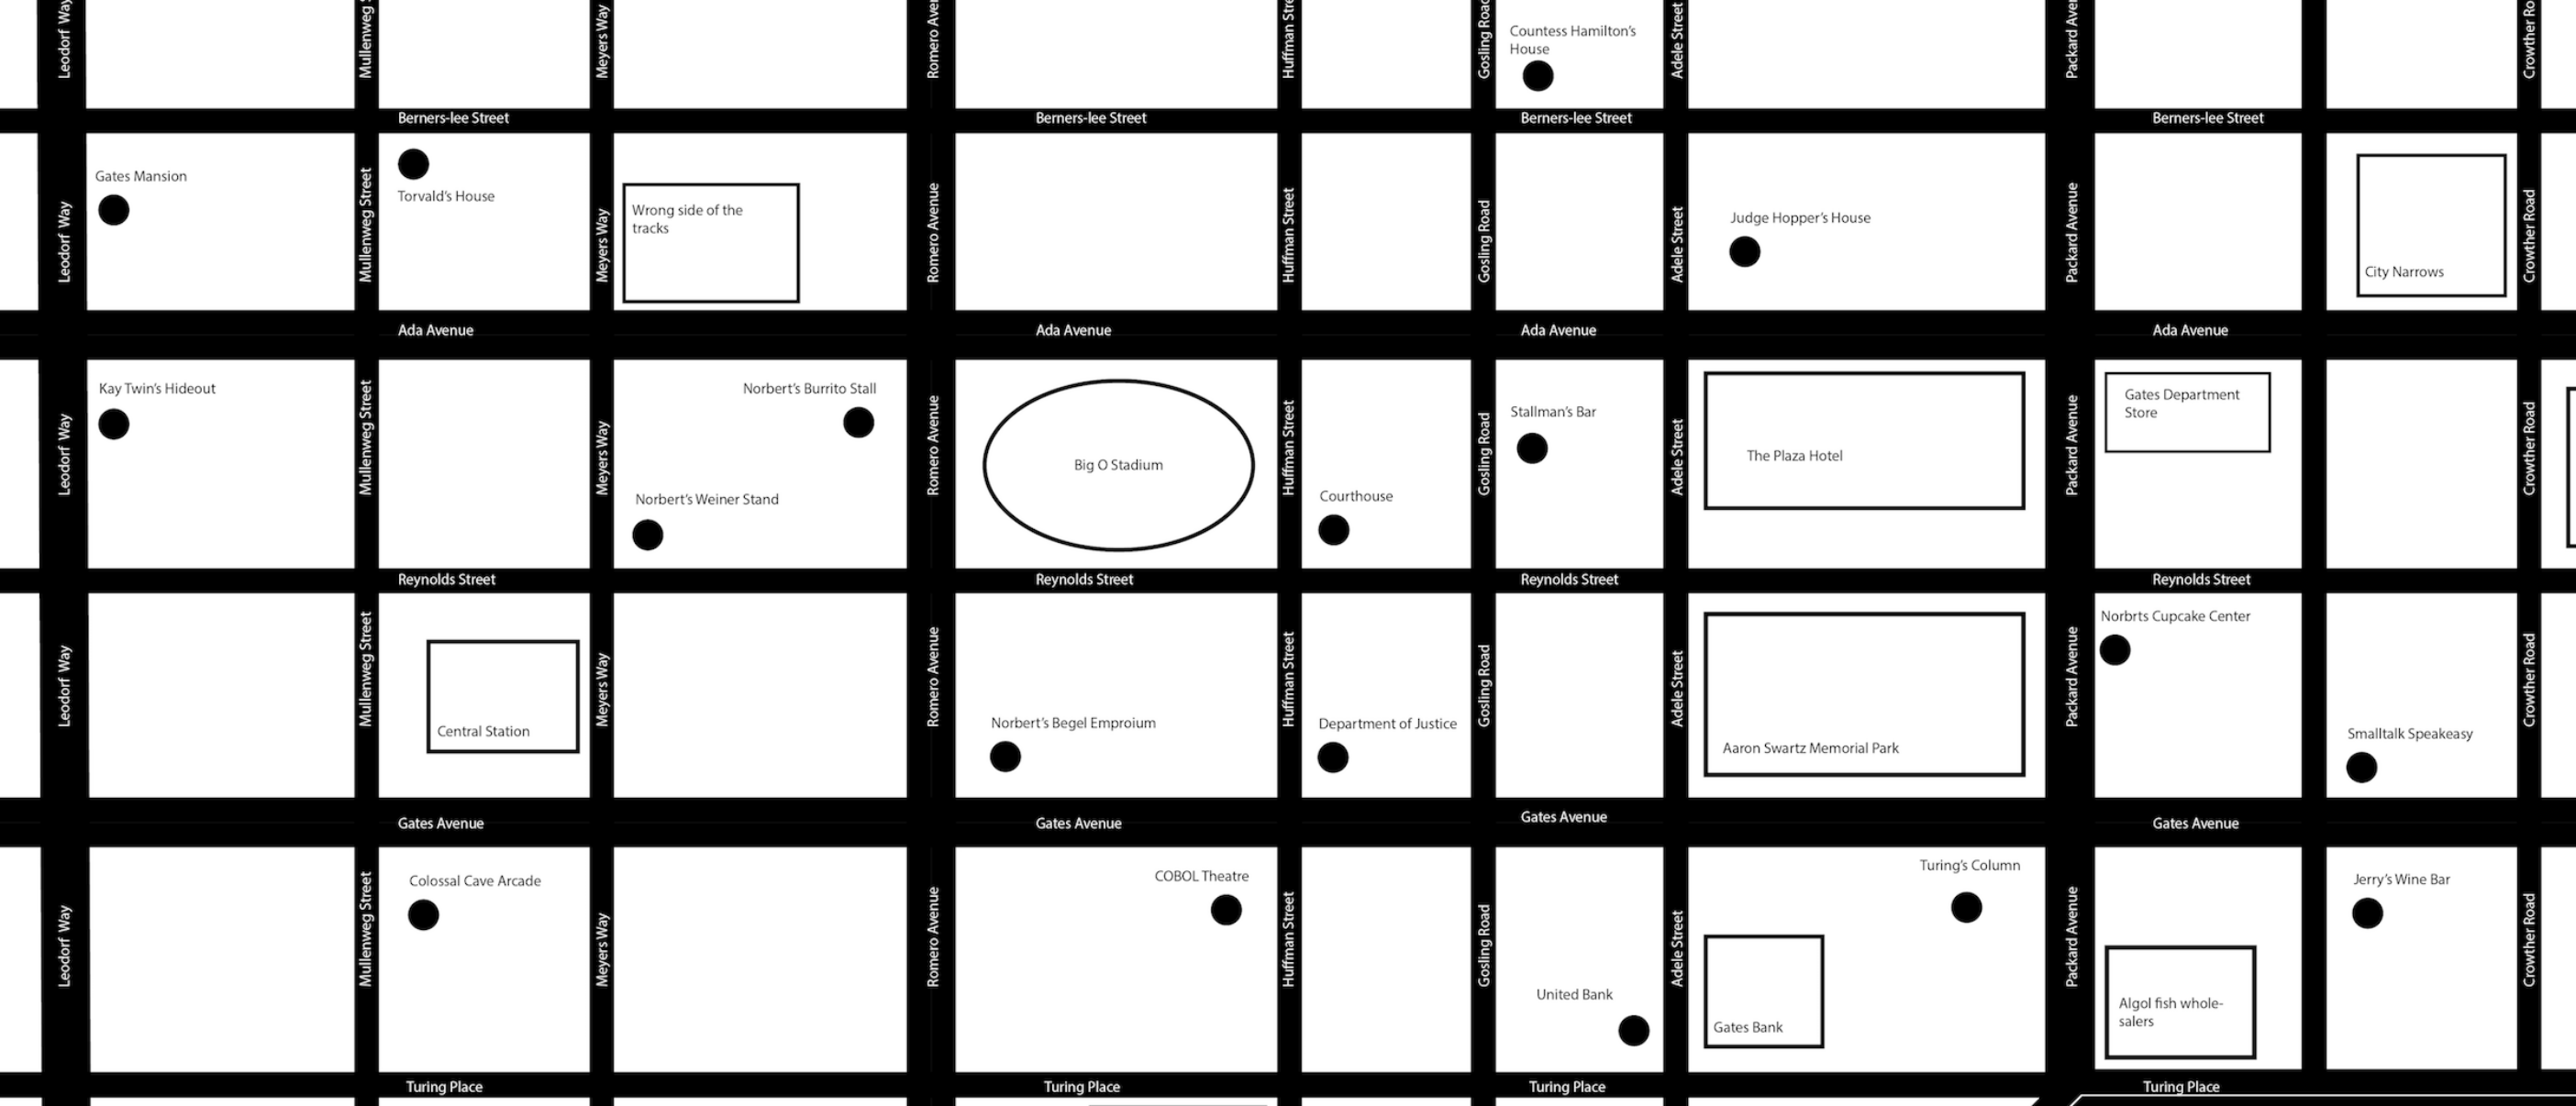 Leodorf Way
Mullenweg S
Meyers Way
Romero Aven
Huffman Stre
Gosling Road
Countess Hamilton's
House
Adele Street
Packard Aven
Crowther Ro
Berners-lee Street
Berners-lee Street
Berners-lee Street
Berners-lee Street
Leodorf Way
Gates Mansion
Mullenweg Street
Torvald's House
Meyers Way
Wrong side of the
tracks
Romero Avenue
Huffman Street
Gosling Road
Adele Street
Judge Hopper's House
Packard Avenue
City Narrows
Crowther Road
Ada Avenue
Ada Avenue
Ada Avenue
Ada Avenue
Leodorf Way
Kay Twin's Hideout
Mullenweg Street
Meyers Way
Norbert's Burrito Stall
Norbert's Weiner Stand
Romero Avenue
Big O Stadium
Huffman Street
Courthouse
Gosling Road
Stallman's Bar
Adele Street
The Plaza Hotel
Packard Avenue
Gates Department
Store
Crowther Road
Reynolds Street
Reynolds Street
Reynolds Street
Reynolds Street
Leodorf Way
Mullenweg Street
Central Station
Meyers Way
Romero Avenue
Norbert's Begel Emproium
Huffman Street
Department of Justice
Gosling Road
Adele Street
Aaron Swartz Memorial Park
Packard Avenue
Norbrts Cupcake Center
Smalltalk Speakeasy
Crowther Road
Gates Avenue
Gates Avenue
Gates Avenue
Gates Avenue
Leodorf Way
Mullenweg Street
Colossal Cave Arcade
Meyers Way
Romero Avenue
COBOL Theatre
Huffman Street
Gosling Road
United Bank
Adele Street
Gates Bank
Turing's Column
Packard Avenue
Algol fish whole-
salers
Jerry's Wine Bar
Crowther Road
Turing Place
Turing Place
Turing Place
Turing Place